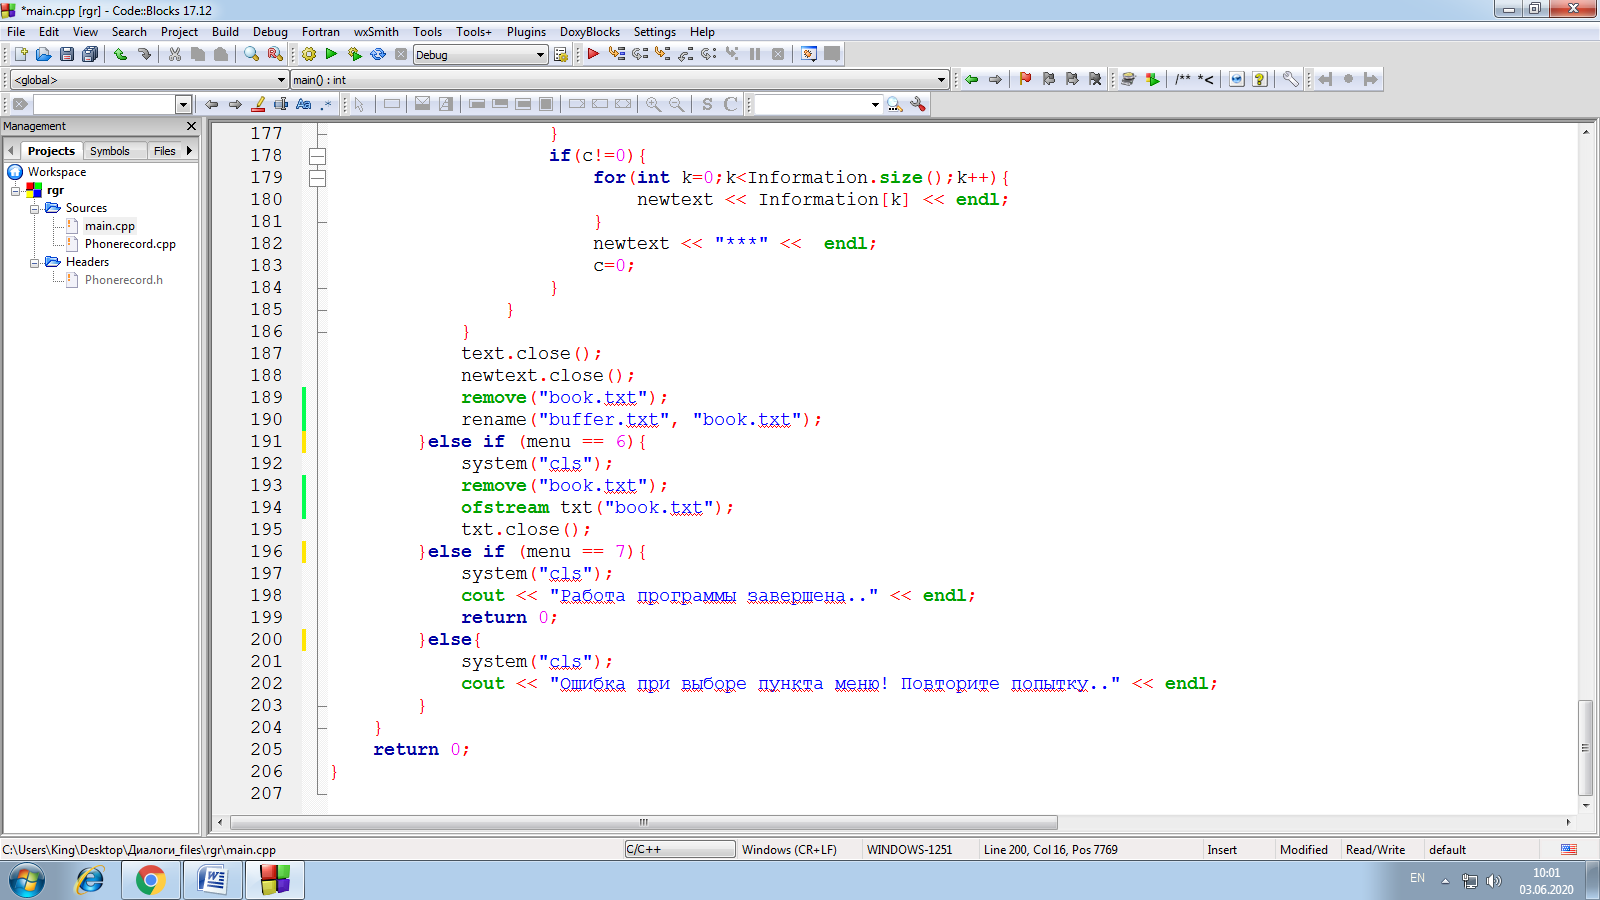 *main.cpp [rgr] - Code::Blocks 17.12
File Edit View Search Project Build Debug Fortran wxSmith Tools Tools+ Plugins DoxyBlocks Settings Help
Debug
<global> main() : int
/** *<
Aa .* S C
Management
Projects Symbols Files
Workspace
rgr
Sources
main.cpp
Phonerecord.cpp
Headers
Phonerecord.h
177 }
178 if(c!=0){
179 for(int k=0;k<Information.size();k++){
180 newtext << Information[k] << endl;
181 }
182 newtext << "***" <<  endl;
183 c=0;
184 }
185 }
186 }
187 text.close();
188 newtext.close();
189 remove("book.txt");
190 rename("buffer.txt", "book.txt");
191 }else if (menu == 6){
192 system("cls");
193 remove("book.txt");
194 ofstream txt("book.txt");
195 txt.close();
196 }else if (menu == 7){
197 system("cls");
198 cout << "Работа программы завершена.." << endl;
199 return 0;
200 }else{
201 system("cls");
202 cout << "Ошибка при выборе пункта меню! Повторите попытку.." << endl;
203 }
204 }
205 return 0;
206 }
207
C:\Users\King\Desktop\Диалоги_files\rgr\main.cpp C/C++ Windows (CR+LF) WINDOWS-1251 Line 200, Col 16, Pos 7769 Insert Modified Read/Write default
EN 10:01
03.06.2020